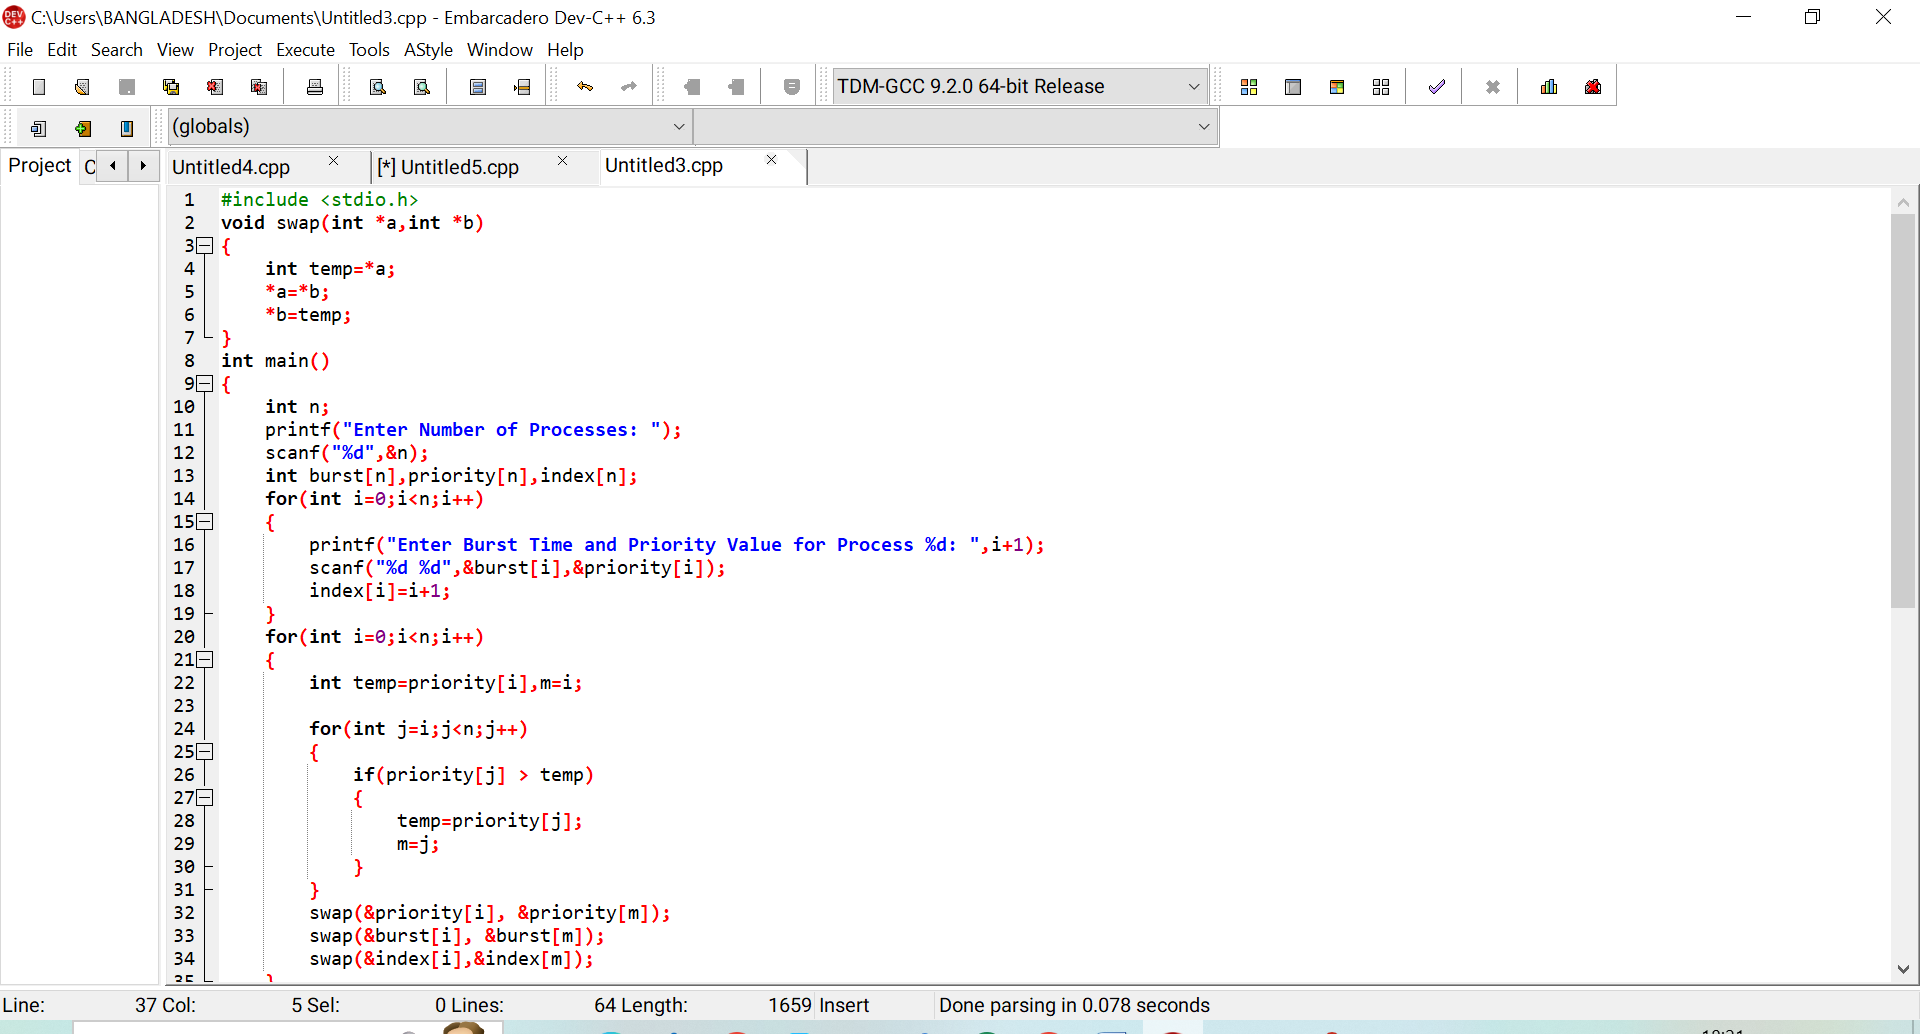 C:\Users\BANGLADESH\Documents\Untitled3.cpp - Embarcadero Dev-C++ 6.3
File Edit Search View Project Execute Tools AStyle Window Help
TDM-GCC 9.2.0 64-bit Release
(globals)
Project Untitled4.cpp [*] Untitled5.cpp Untitled3.cpp
1 #include <stdio.h>
2 void swap(int *a,int *b)
3 {
4     int temp=*a;
5     *a=*b;
6     *b=temp;
7 }
8 int main()
9 {
10     int n;
11     printf("Enter Number of Processes: ");
12     scanf("%d",&n);
13     int burst[n],priority[n],index[n];
14     for(int i=0;i<n;i++)
15     {
16         printf("Enter Burst Time and Priority Value for Process %d: ",i+1);
17         scanf("%d %d",&burst[i],&priority[i]);
18         index[i]=i+1;
19     }
20     for(int i=0;i<n;i++)
21     {
22         int temp=priority[i],m=i;
23
24         for(int j=i;j<n;j++)
25         {
26             if(priority[j] > temp)
27             {
28                 temp=priority[j];
29                 m=j;
30             }
31         }
32         swap(&priority[i], &priority[m]);
33         swap(&burst[i], &burst[m]);
34         swap(&index[i],&index[m]);
35     }
Line: 37 Col: 5 Sel: 0 Lines: 64 Length: 1659 Insert Done parsing in 0.078 seconds